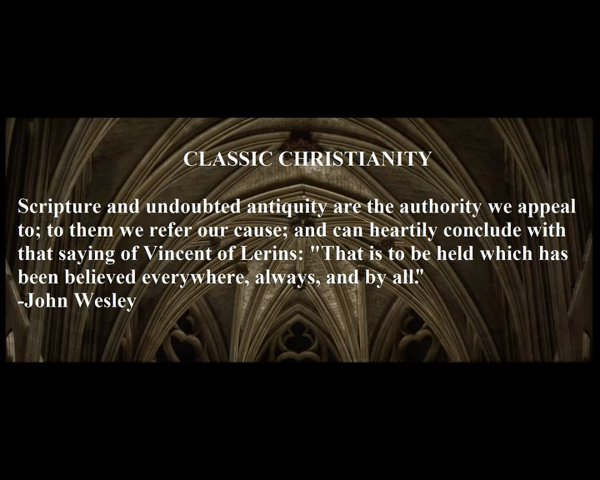 CLASSIC CHRISTIANITY
Scripture and undoubted antiquity are the authority we appeal
to; to them we refer our cause; and can heartily conclude with
that saying of Vincent of Lerins: "That is to be held which has
been believed everywhere, always, and by all."
-John Wesley